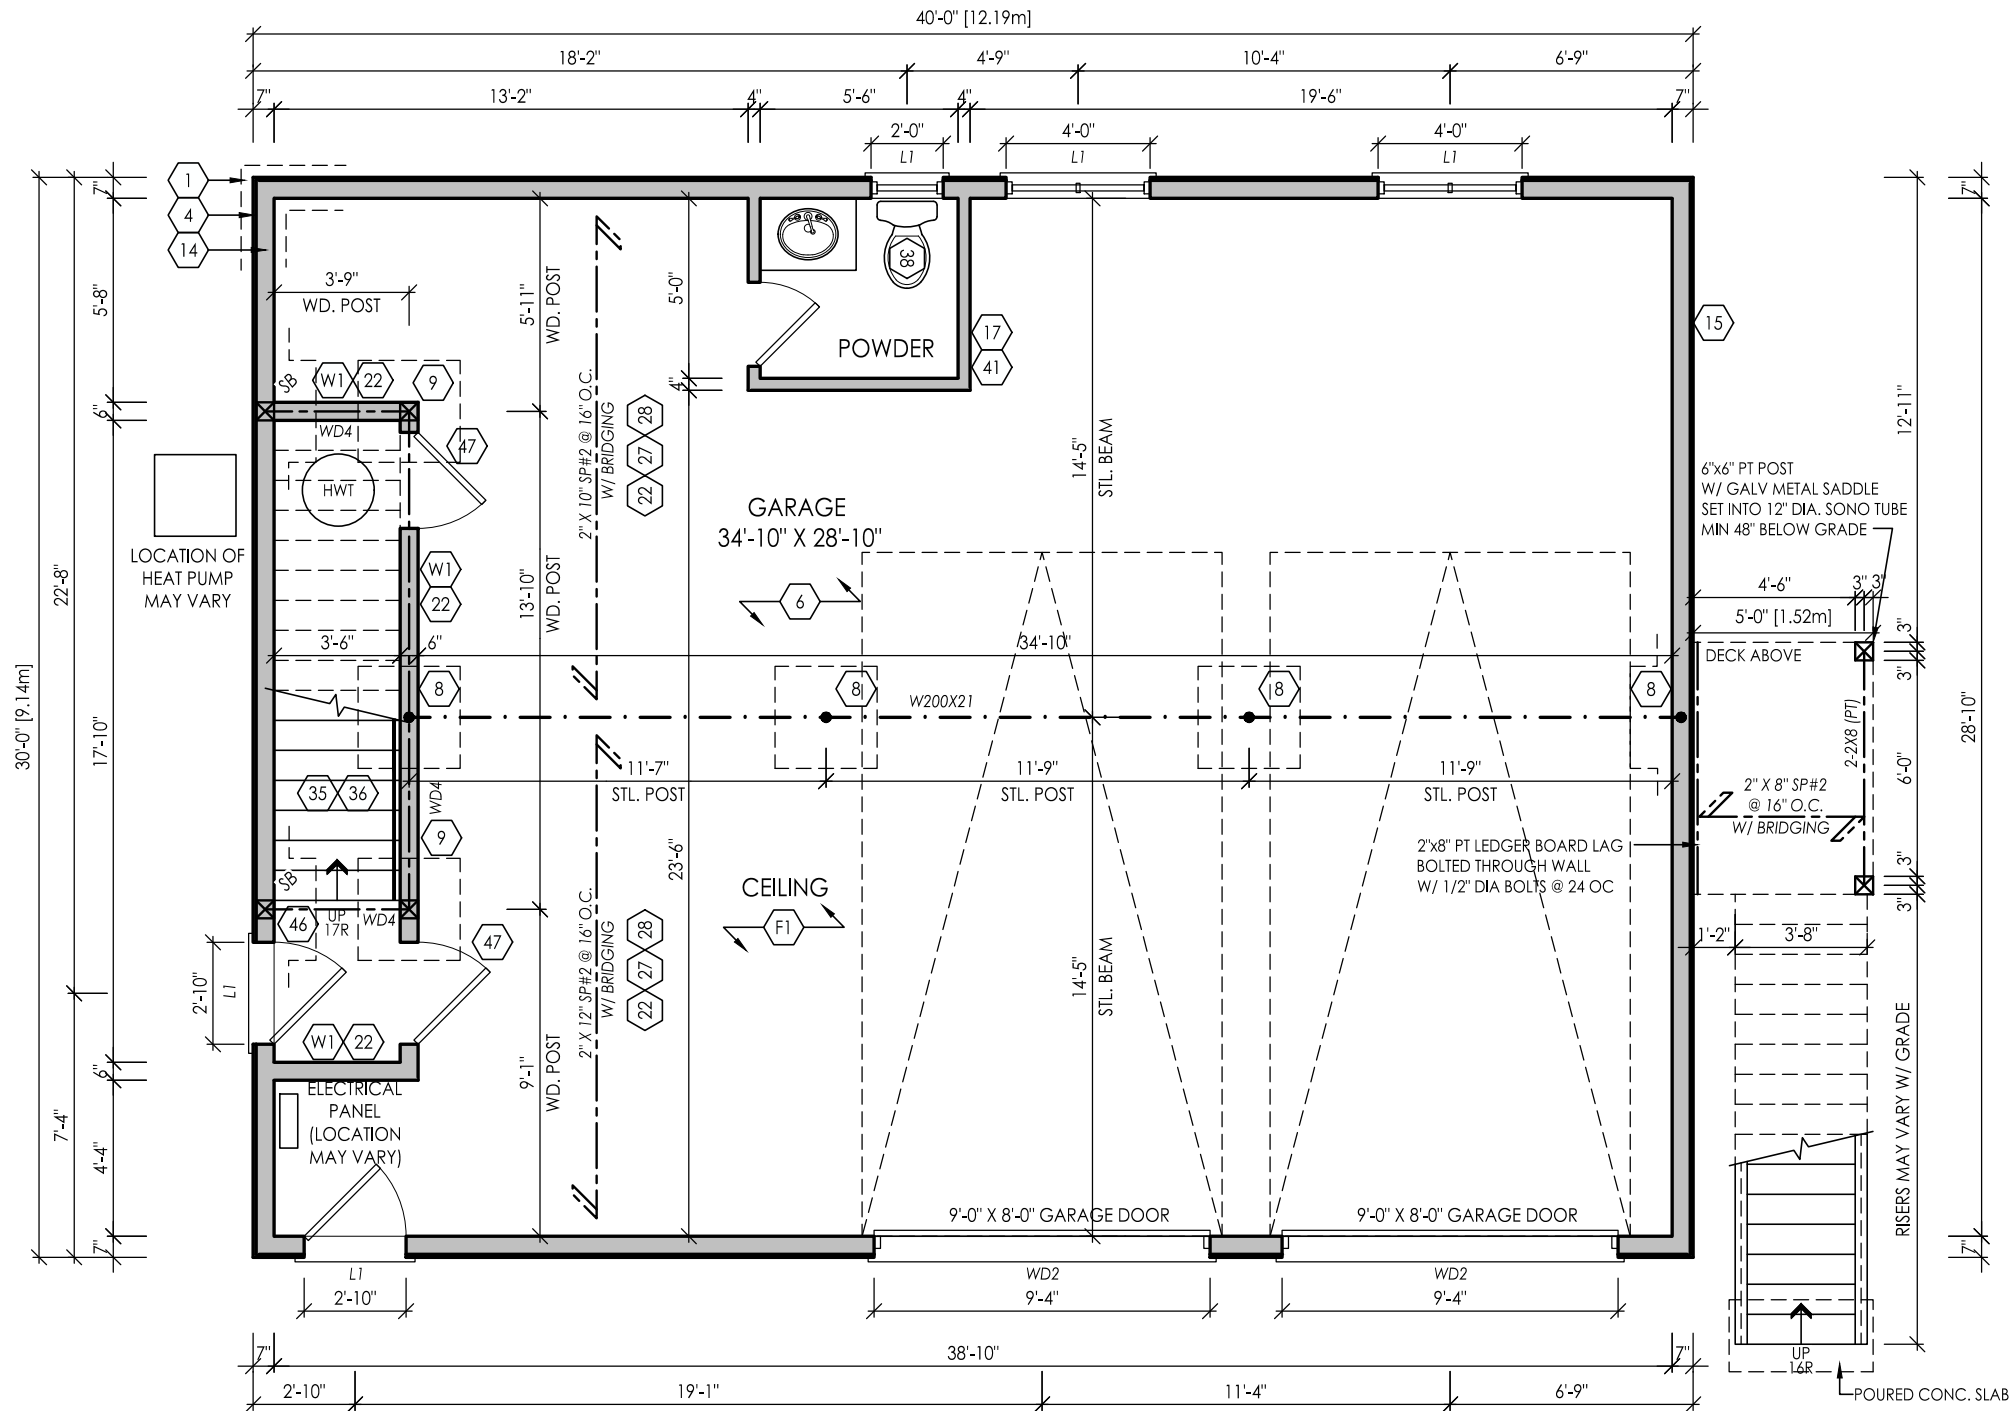 40'-0" [12.19m]
18'-2" 4'-9" 10'-4" 6'-9"
7" 13'-2" 4" 5'-6" 4" 19'-6" 7"
2'-0" 4'-0" 4'-0"
L1 L1 L1
1
4
14
7"
5'-8"
6"
17'-10"
6"
4'-4"
7"
22'-8"
7'-4"
30'-0" [9.14m]
3'-9"
WD. POST
5'-11"
WD. POST
5'-0"
4"
38
POWDER
17
41
15
SB
W1 22 9
WD4
47
HWT
LOCATION OF
HEAT PUMP
MAY VARY
2" X 10" SP#2 @ 16" O.C.
W/ BRIDGING
28
27
22
14'-5"
STL. BEAM
GARAGE
34'-10" X 28'-10"
W1
22
13'-10"
WD. POST
6
3'-6" 6" 34'-10"
8 8 8 8
W200X21
11'-7" 11'-9" 11'-9"
STL. POST STL. POST STL. POST
35 36
WD4
9
23'-6"
SB
46
UP
17R
WD4
47
CEILING
F1
2" X 12" SP#2 @ 16" O.C.
W/ BRIDGING
28
27
22
14'-5"
STL. BEAM
2'-10"
L1
W1 22
9'-1"
WD. POST
ELECTRICAL
PANEL
(LOCATION
MAY VARY)
9'-0" X 8'-0" GARAGE DOOR 9'-0" X 8'-0" GARAGE DOOR
L1 WD2 WD2
2'-10" 9'-4" 9'-4"
7" 38'-10" 7"
2'-10" 19'-1" 11'-4" 6'-9"
6"x6" PT POST
W/ GALV METAL SADDLE
SET INTO 12" DIA. SONO TUBE
MIN 48" BELOW GRADE
4'-6" 3" 3"
5'-0" [1.52m]
DECK ABOVE
2-2X8 (PT)
2" X 8" SP#2
@ 16" O.C.
W/ BRIDGING
2"x8" PT LEDGER BOARD LAG
BOLTED THROUGH WALL
W/ 1/2" DIA BOLTS @ 24 OC
1'-2" 3'-8"
12'-11"
3"
3"
6'-0"
3"
3"
7"
28'-10"
7"
RISERS MAY VARY W/ GRADE
UP
16R
POURED CONC. SLAB